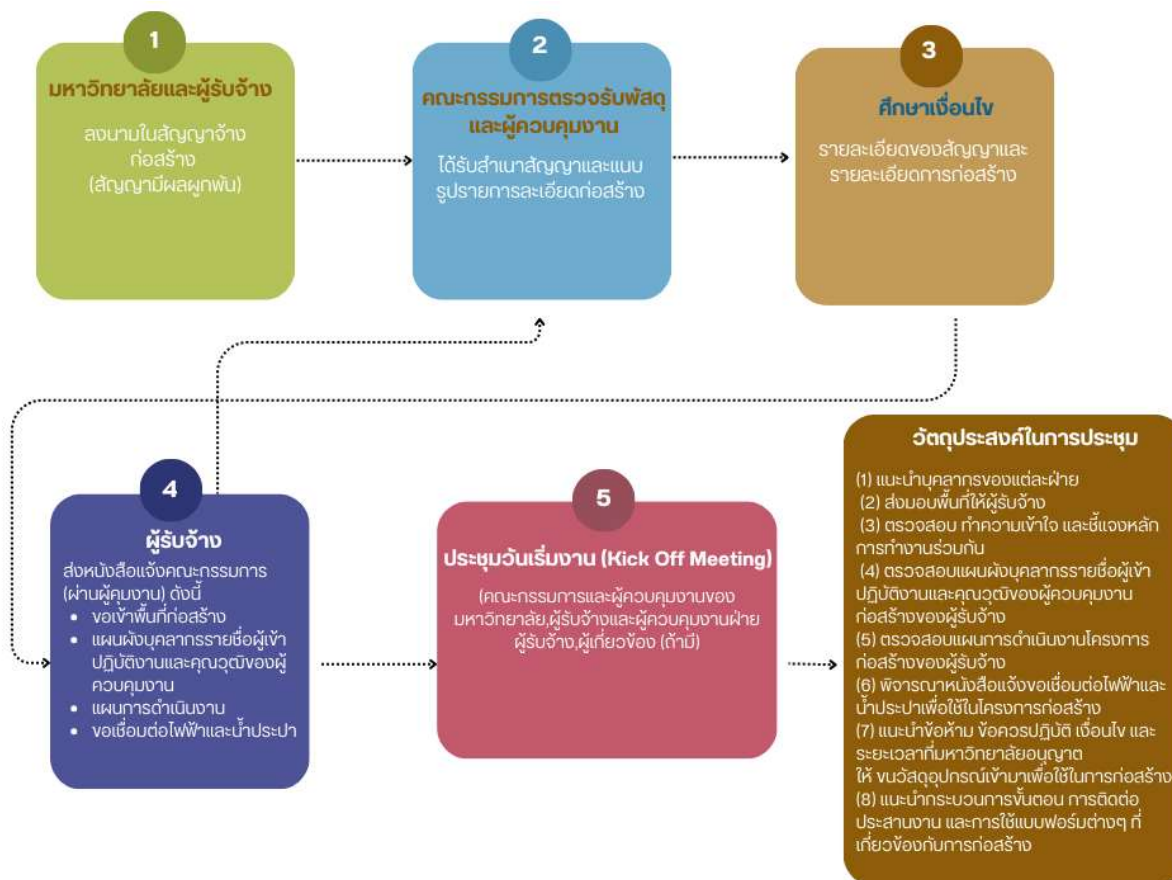 1
มหาวิทยาลัยและผู้รับจ้าง
ลงนามในสัญญาจ้าง
ก่อสร้าง
(สัญญามีผลผูกพัน)
2
คณะกรรมการตรวจรับพัสดุ
และผู้ควบคุมงาน
ได้รับสำเนาสัญญาและแนบ
รูปรายการละเอียดก่อสร้าง
3
ศึกษาเงื่อนไข
รายละเอียดของสัญญาและ
รายละเอียดการก่อสร้าง
4
ผู้รับจ้าง
ส่งหนังสือแจ้งคณะกรรมการ
(ผ่านผู้คุมงาน) ดังนี้
• ขอเข้าพื้นที่ก่อสร้าง
• แผนผังบุคลากรรายชื่อผู้เข้า
ปฏิบัติงานและคุณวุฒิของผู้
ควบคุมงาน
• แผนการดำเนินงาน
• ขอเชื่อมต่อไฟฟ้าและน้ำประปา
5
ประชุมวันเริ่มงาน (Kick Off Meeting)
(คณะกรรมการและผู้ควบคุมงานของ
มหาวิทยาลัย,ผู้รับจ้างและผู้ควบคุมงานฝ่าย
ผู้รับจ้าง,ผู้เกี่ยวข้อง (ถ้ามี)
วัตถุประสงค์ในการประชุม
(1) แนะนำบุคลากรของแต่ละฝ่าย
(2) ส่งมอบพื้นที่ให้ผู้รับจ้าง
(3) ตรวจสอบ ทำความเข้าใจ และชี้แจงหลัก
การทำงานร่วมกัน
(4) ตรวจสอบแผนผังบุคลากรรายชื่อผู้เข้า
ปฏิบัติงานและคุณวุฒิของผู้ควบคุมงาน
ก่อสร้างของผู้รับจ้าง
(5) ตรวจสอบแผนการดำเนินงานโครงการ
ก่อสร้างของผู้รับจ้าง
(6) พิจารณาหนังสือแจ้งขอเชื่อมต่อไฟฟ้าและ
น้ำประปาเพื่อใช้ในโครงการก่อสร้าง
(7) แนะนำข้อห้าม ข้อควรปฏิบัติ เงื่อนไข และ
ระยะเวลาที่มหาวิทยาลัยอนุญาต
ให้ ขนวัสดุอุปกรณ์เข้ามาเพื่อใช้ในการก่อสร้าง
(8) แนะนำกระบวนการขั้นตอน การติดต่อ
ประสานงาน และการใช้แบบฟอร์มต่างๆ ที่
เกี่ยวข้องกับการก่อสร้าง